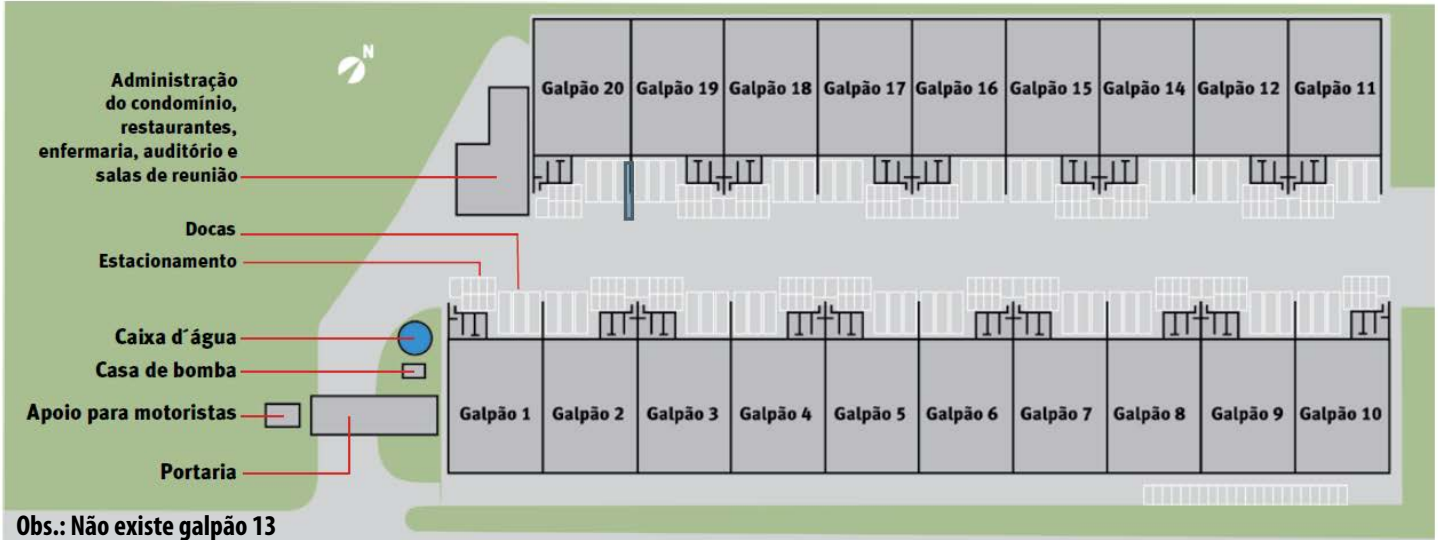 N
Administração
do condomínio,
restaurantes,
enfermaria, auditório e
salas de reunião
Galpão 20 Galpão 19 Galpão 18 Galpão 17 Galpão 16 Galpão 15 Galpão 14 Galpão 12 Galpão 11
Docas
Estacionamento
Caixa d´água
Casa de bomba
Apoio para motoristas
Portaria
Galpão 1 Galpão 2 Galpão 3 Galpão 4 Galpão 5 Galpão 6 Galpão 7 Galpão 8 Galpão 9 Galpão 10
Obs.: Não existe galpão 13